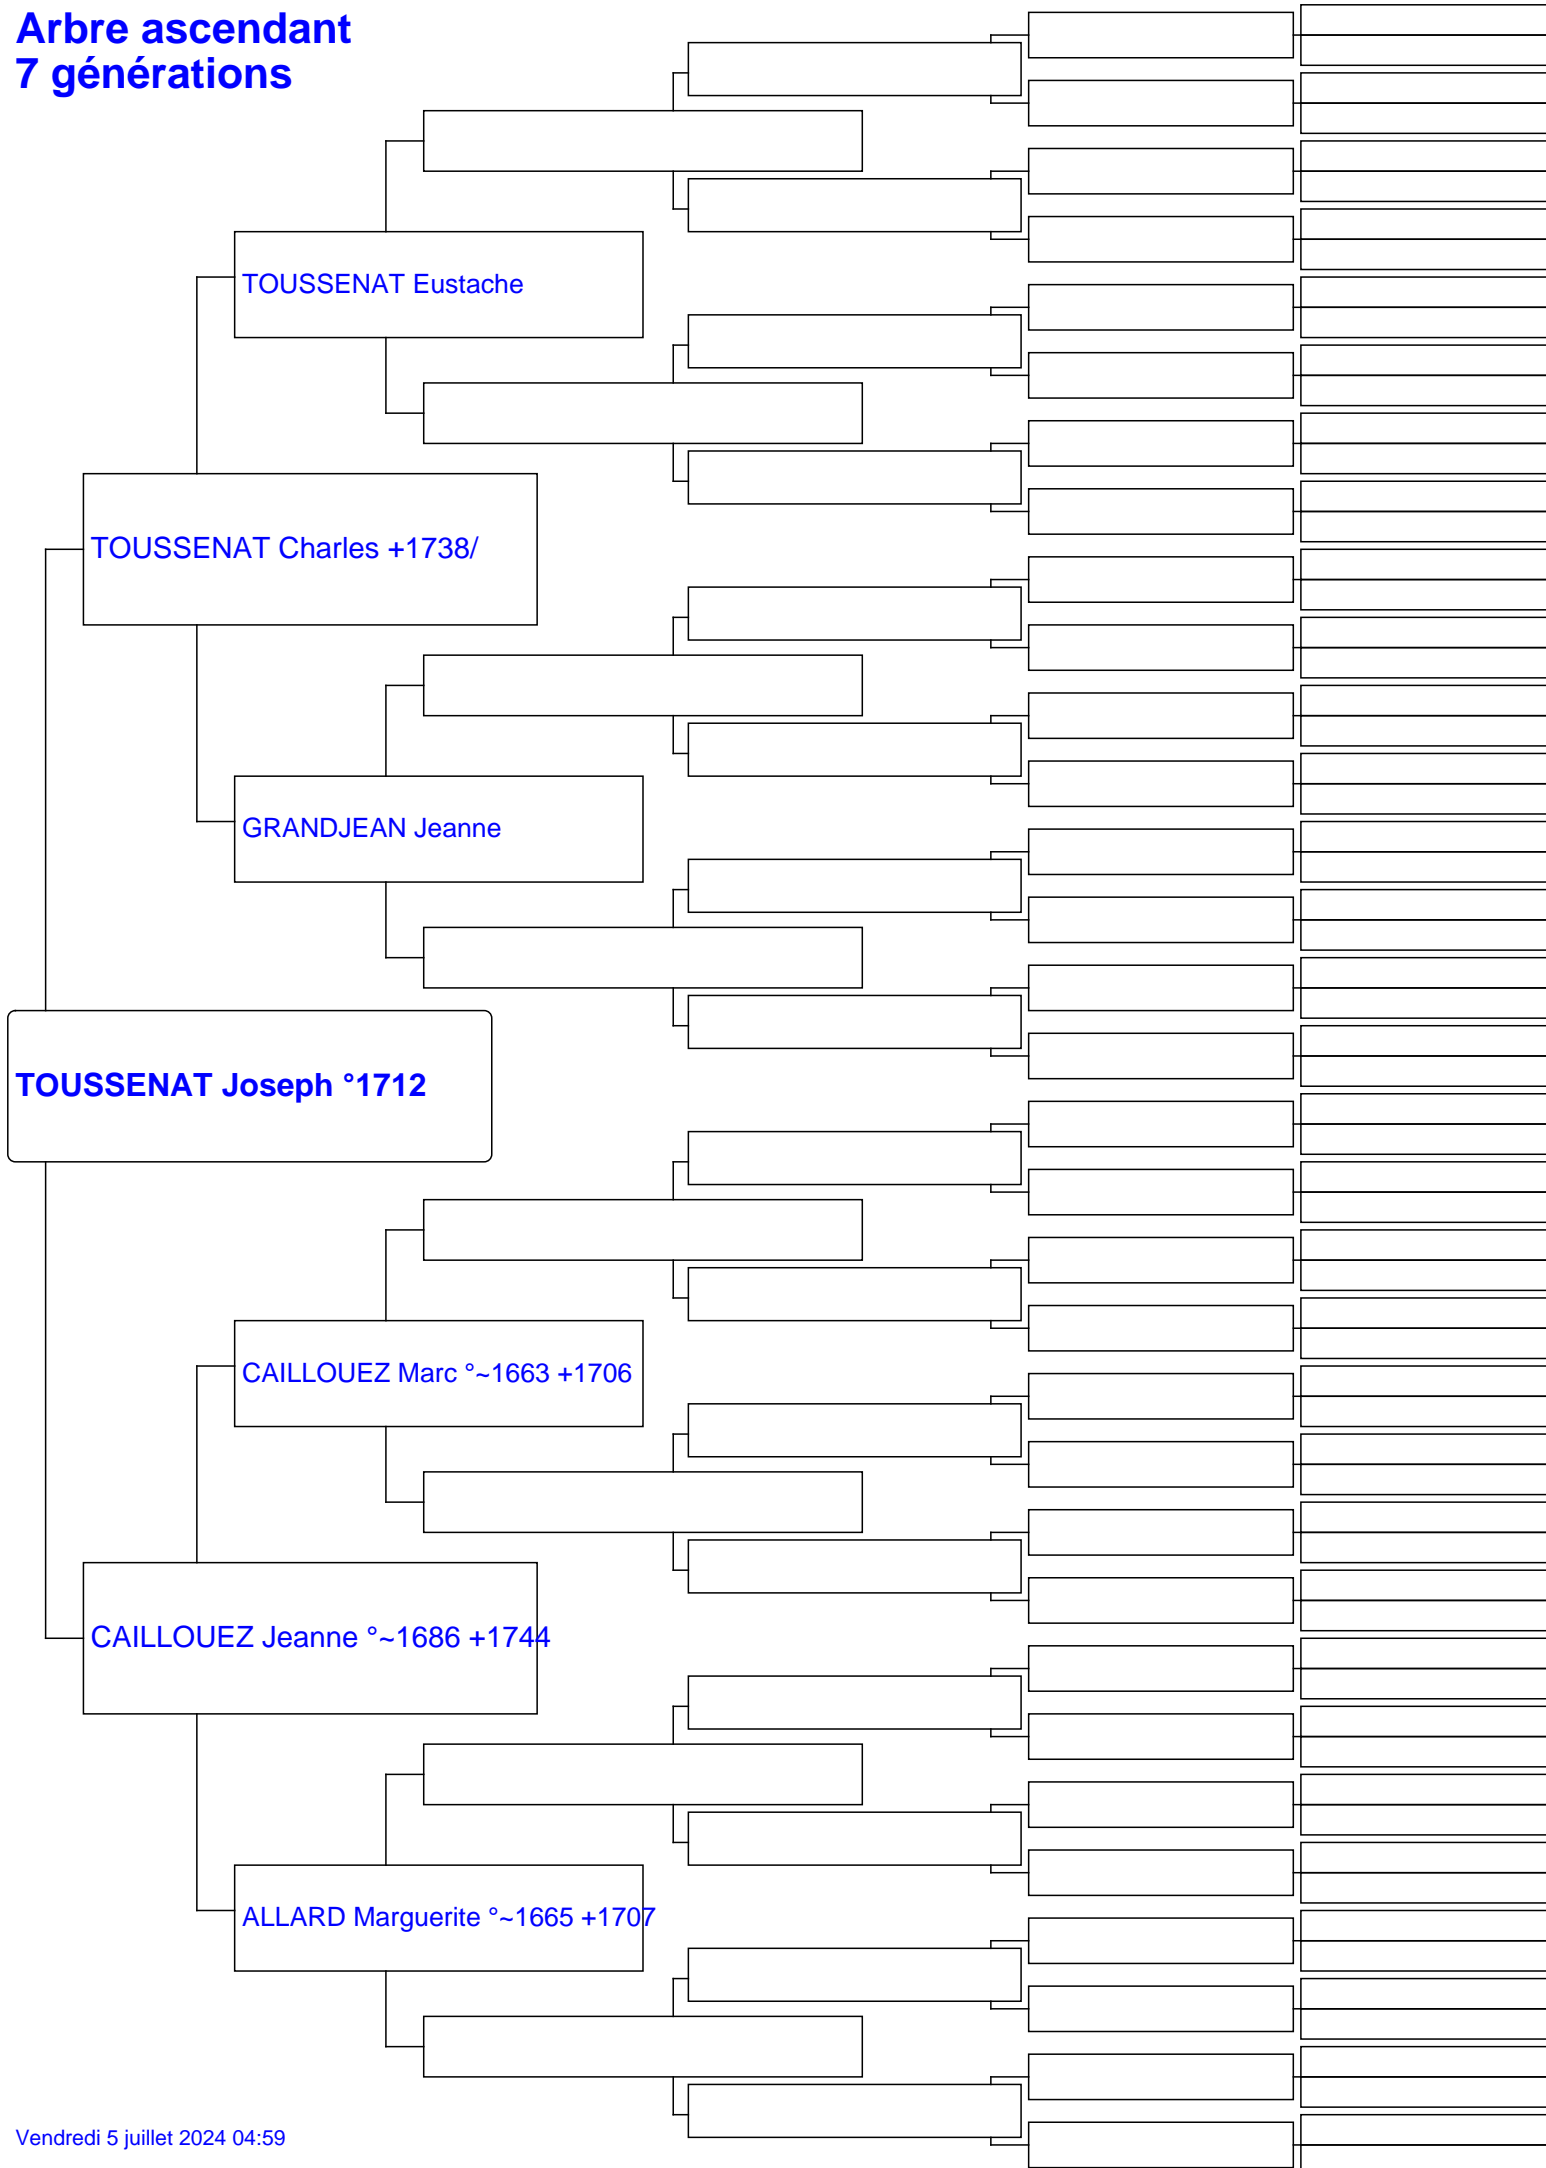 Arbre ascendant
7 générations
TOUSSENAT Eustache
TOUSSENAT Charles +1738/
GRANDJEAN Jeanne
TOUSSENAT Joseph °1712
CAILLOUEZ Marc °~1663 +1706
CAILLOUEZ Jeanne °~1686 +1744
ALLARD Marguerite °~1665 +1707
Vendredi 5 juillet 2024 04:59